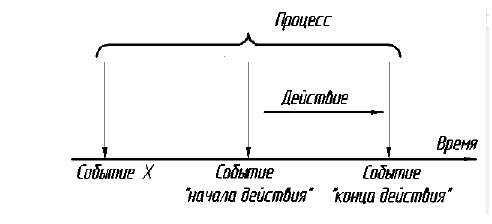 Процесс
Действие
Время
Событие X
Событие
"начала действия"
Событие
"конца действия"